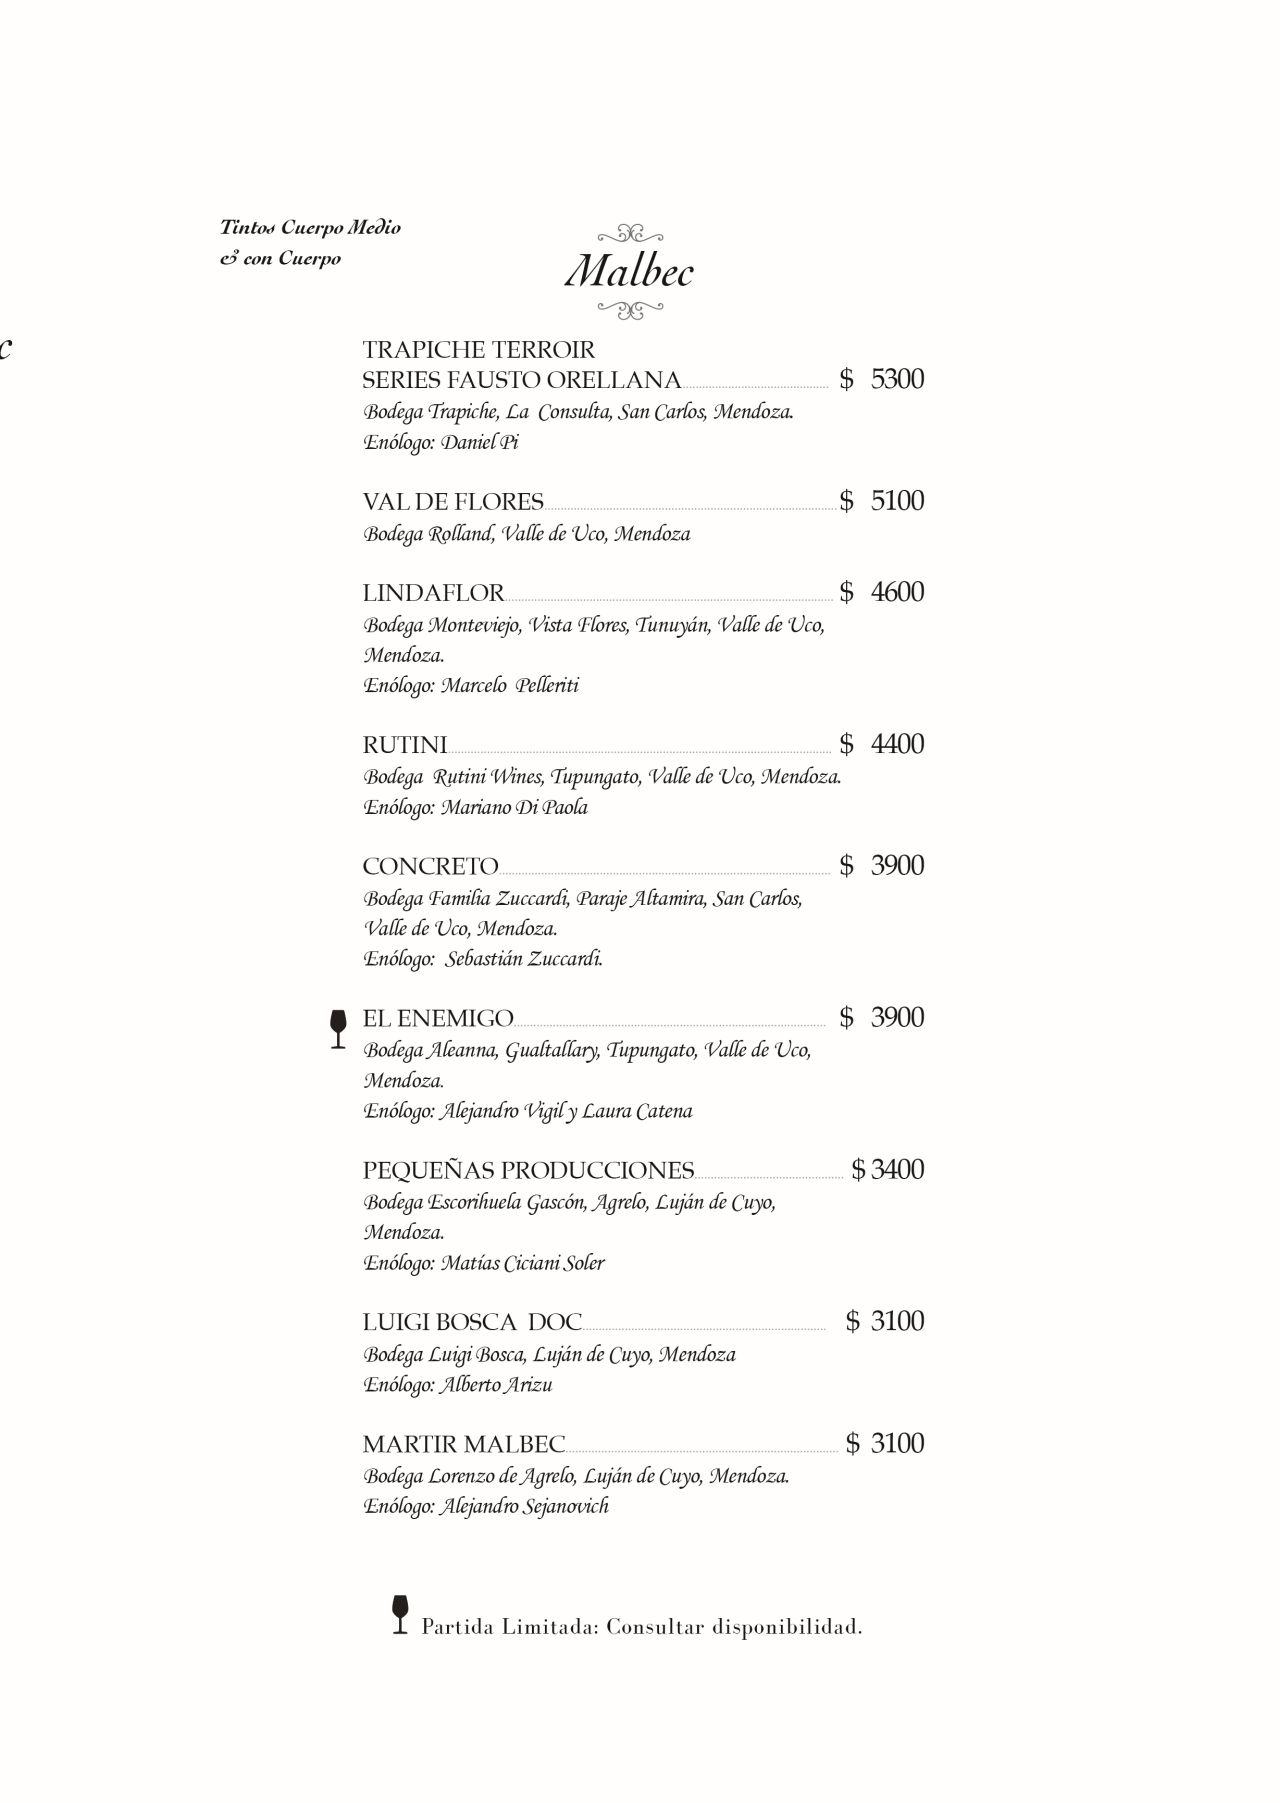 Tintos Cuerpo Medio
& con Cuerpo
Malbec
c
TRAPICHE TERROIR
SERIES FAUSTO ORELLANA $ 5300
Bodega Trapiche, La Consulta, San Carlos, Mendoza.
Enólogo: Daniel Pi
VAL DE FLORES $ 5100
Bodega Rolland, Valle de Uco, Mendoza
LINDAFLOR $ 4600
Bodega Monteviejo, Vista Flores, Tunuyán, Valle de Uco,
Mendoza.
Enólogo: Marcelo Pelleriti
RUTINI $ 4400
Bodega Rutini Wines, Tupungato, Valle de Uco, Mendoza.
Enólogo: Mariano Di Paola
CONCRETO $ 3900
Bodega Familia Zuccardi, Paraje Altamira, San Carlos,
Valle de Uco, Mendoza.
Enólogo: Sebastián Zuccardi.
EL ENEMIGO $ 3900
Bodega Aleanna, Gualtallary, Tupungato, Valle de Uco,
Mendoza.
Enólogo: Alejandro Vigil y Laura Catena
PEQUEÑAS PRODUCCIONES $ 3400
Bodega Escorihuela Gascón, Agrelo, Luján de Cuyo,
Mendoza.
Enólogo: Matías Ciciani Soler
LUIGI BOSCA DOC $ 3100
Bodega Luigi Bosca, Luján de Cuyo, Mendoza
Enólogo: Alberto Arizu
MARTIR MALBEC $ 3100
Bodega Lorenzo de Agrelo, Luján de Cuyo, Mendoza.
Enólogo: Alejandro Sejanovich
Partida Limitada: Consultar disponibilidad.